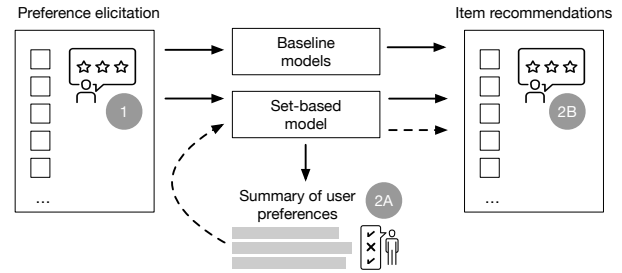 Preference elicitation
Item recommendations
Baseline
models
Set-based
model
1
2B
...
...
Summary of user
preferences
2A